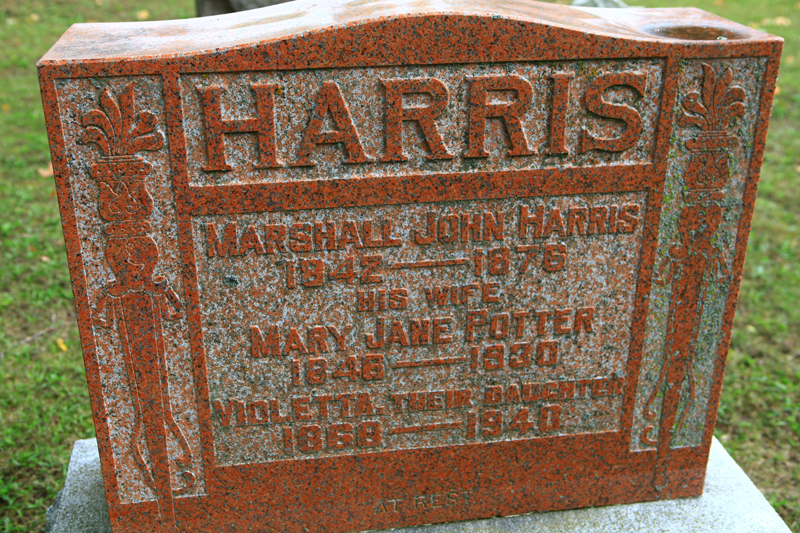 HARRIS
MARSHALL JOHN HARRIS
1842 — 1876
HIS WIFE
MARY JANE POTTER
1846 — 1930
VIOLETTA, THEIR DAUGHTER
1868 — 1940
AT REST